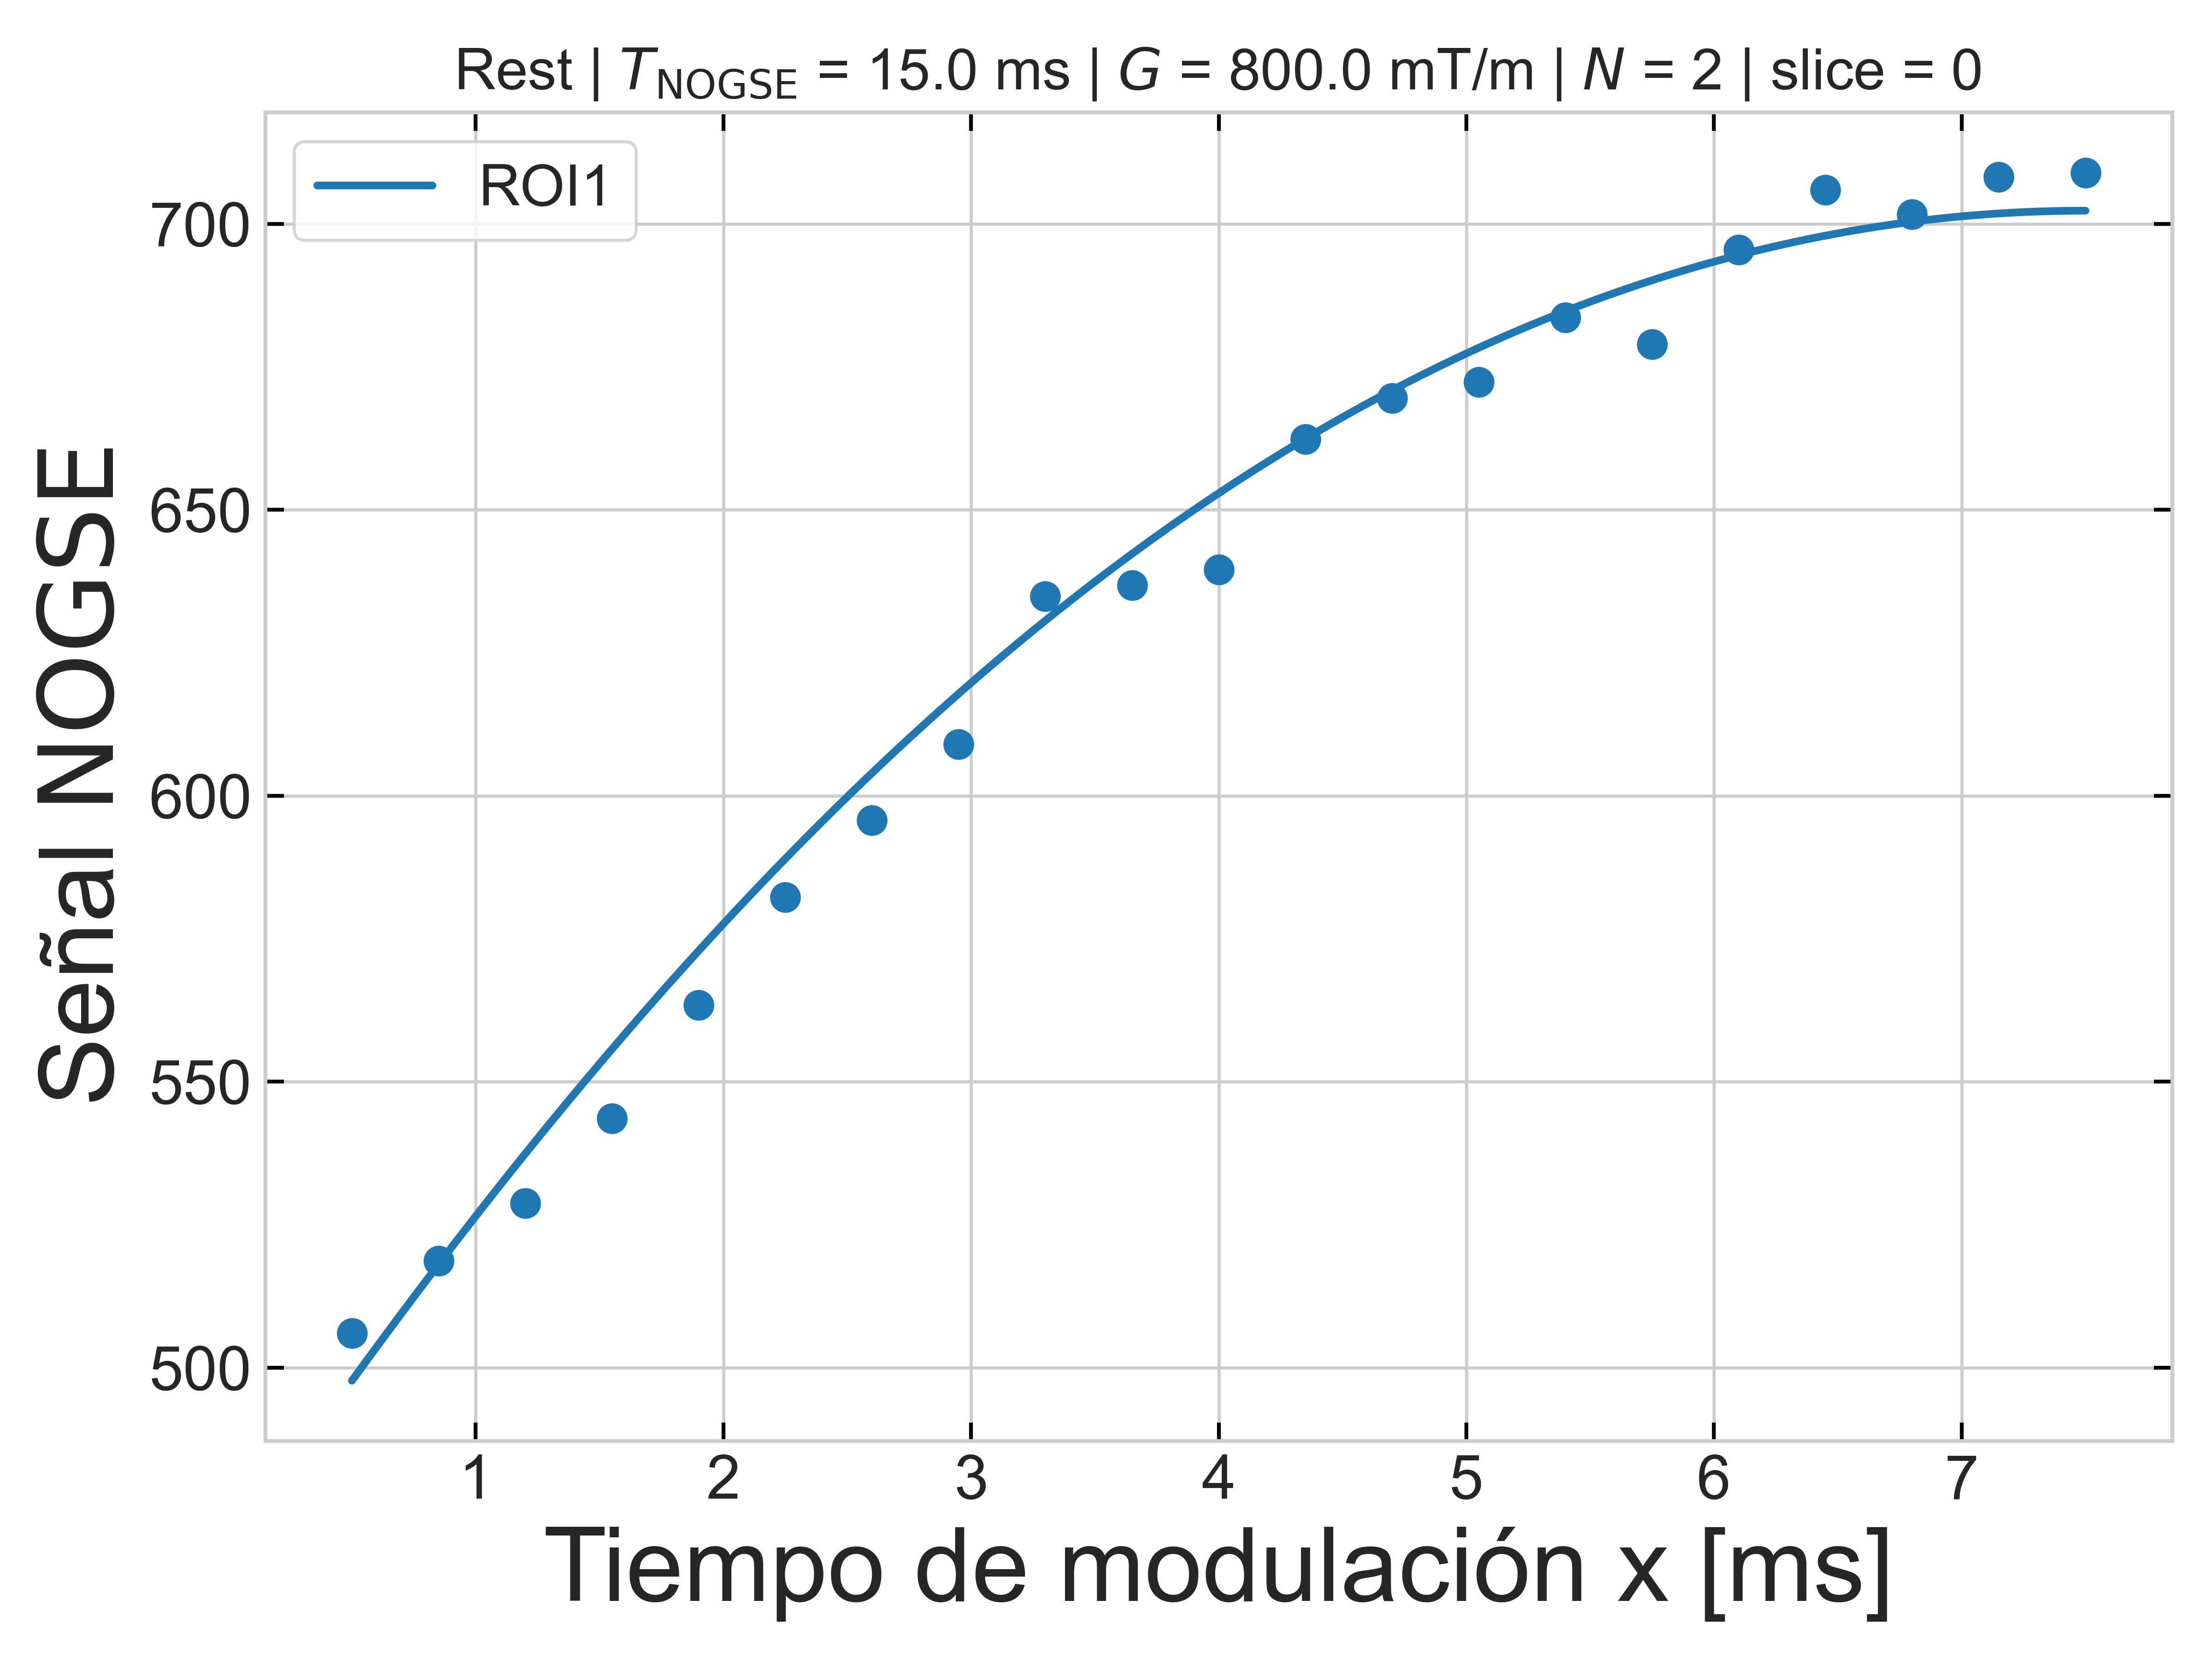 Rest | T_NOGSE = 15.0 ms | G = 800.0 mT/m | N = 2 | slice = 0
ROI1
700
650
600
550
500
Señal NOGSE
1 2 3 4 5 6 7
Tiempo de modulación x [ms]